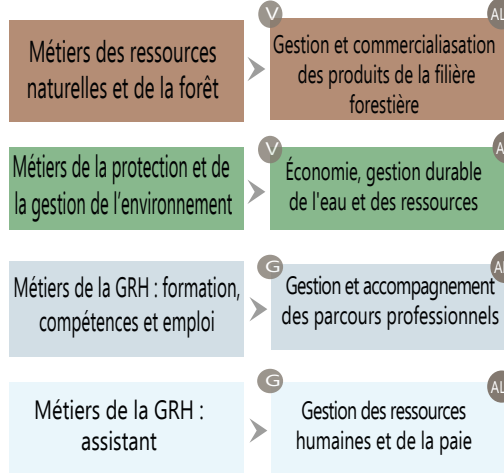 V
AL
Métiers des ressources
naturelles et de la forêt
Gestion et commercialiasation
des produits de la filière
forestière
V
Métiers de la protection et de
la gestion de l'environnement
Économie, gestion durable
de l'eau et des ressources
G
Métiers de la GRH : formation,
compétences et emploi
Gestion et accompagnement
des parcours professionnels
G
AL
Métiers de la GRH :
assistant
Gestion des ressources
humaines et de la paie